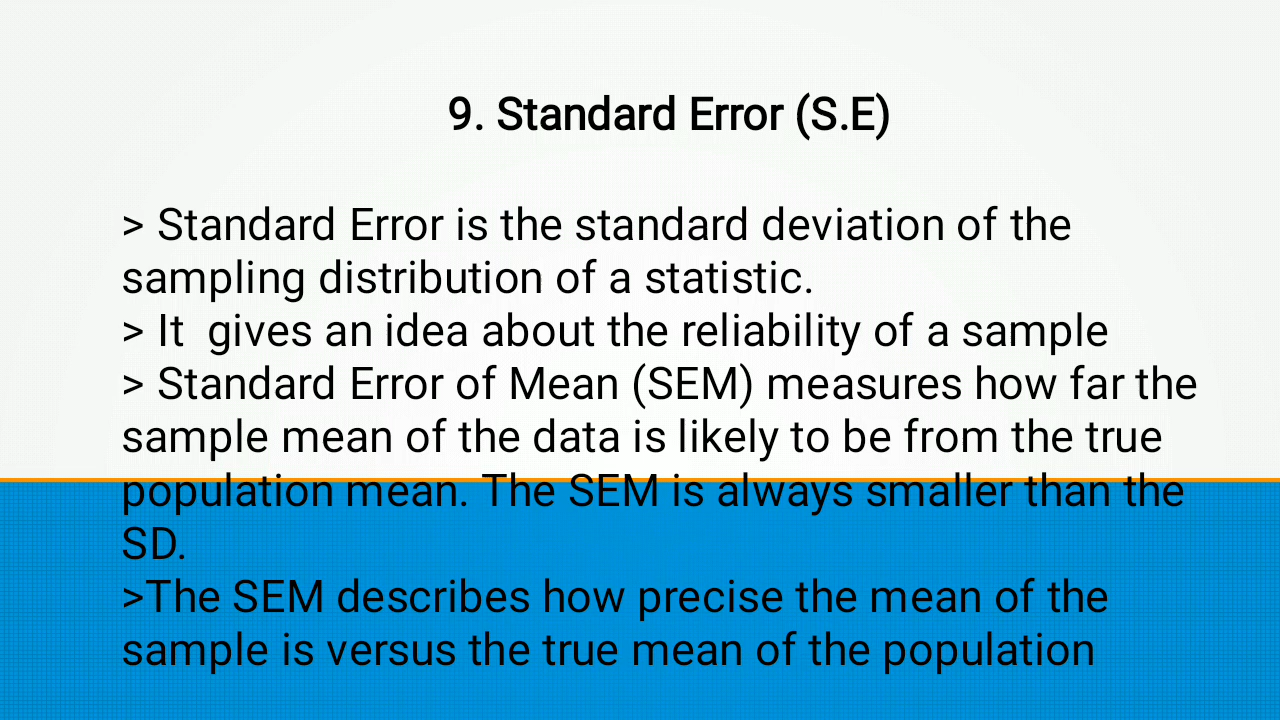 9. Standard Error (S.E)
> Standard Error is the standard deviation of the
sampling distribution of a statistic.
> It  gives an idea about the reliability of a sample
> Standard Error of Mean (SEM) measures how far the
sample mean of the data is likely to be from the true
population mean. The SEM is always smaller than the
SD.
>The SEM describes how precise the mean of the
sample is versus the true mean of the population